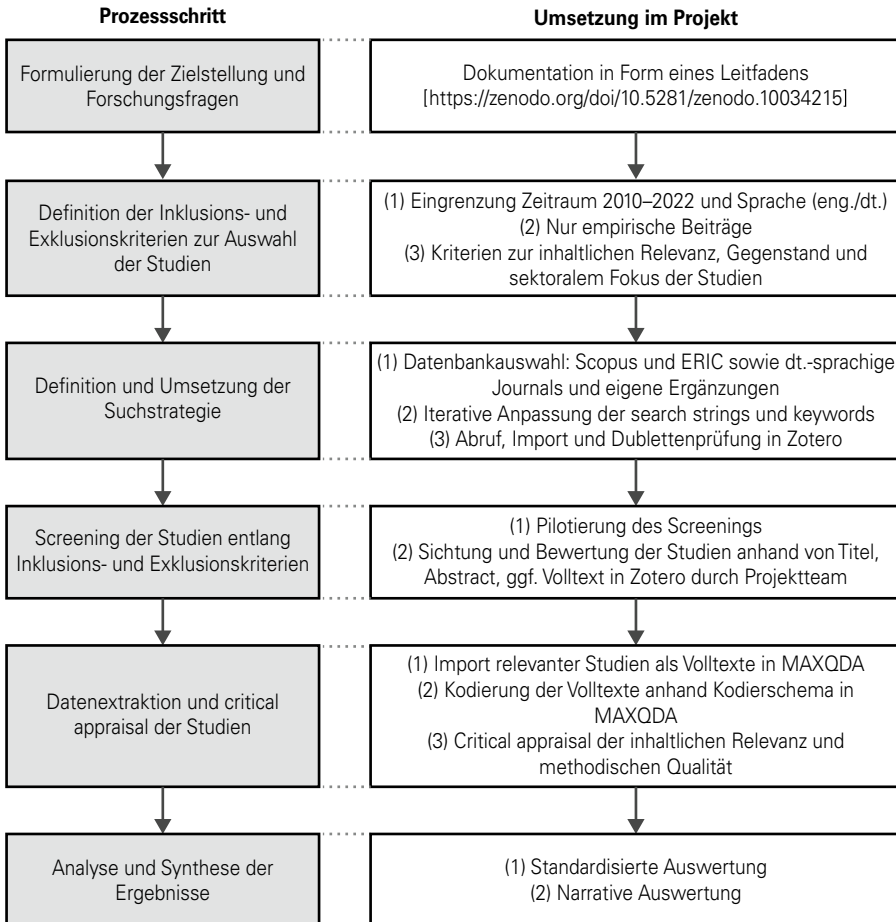 Prozessschritt
Umsetzung im Projekt
Formulierung der Zielstellung und
Forschungsfragen
Dokumentation in Form eines Leitfadens
[https://zenodo.org/doi/10.5281/zenodo.10034215]
Definition der Inklusions- und
Exklusionskriterien zur Auswahl
der Studien
(1) Eingrenzung Zeitraum 2010–2022 und Sprache (eng./dt.)
(2) Nur empirische Beiträge
(3) Kriterien zur inhaltlichen Relevanz, Gegenstand und
sektoralem Fokus der Studien
Definition und Umsetzung der
Suchstrategie
(1) Datenbankauswahl: Scopus und ERIC sowie dt.-sprachige
Journals und eigene Ergänzungen
(2) Iterative Anpassung der search strings und keywords
(3) Abruf, Import und Dublettenprüfung in Zotero
Screening der Studien entlang
Inklusions- und Exklusionskriterien
(1) Pilotierung des Screenings
(2) Sichtung und Bewertung der Studien anhand von Titel,
Abstract, ggf. Volltext in Zotero durch Projektteam
Datenextraktion und critical
appraisal der Studien
(1) Import relevanter Studien als Volltexte in MAXQDA
(2) Kodierung der Volltexte anhand Kodierschema in
MAXQDA
(3) Critical appraisal der inhaltlichen Relevanz und
methodischen Qualität
Analyse und Synthese der
Ergebnisse
(1) Standardisierte Auswertung
(2) Narrative Auswertung